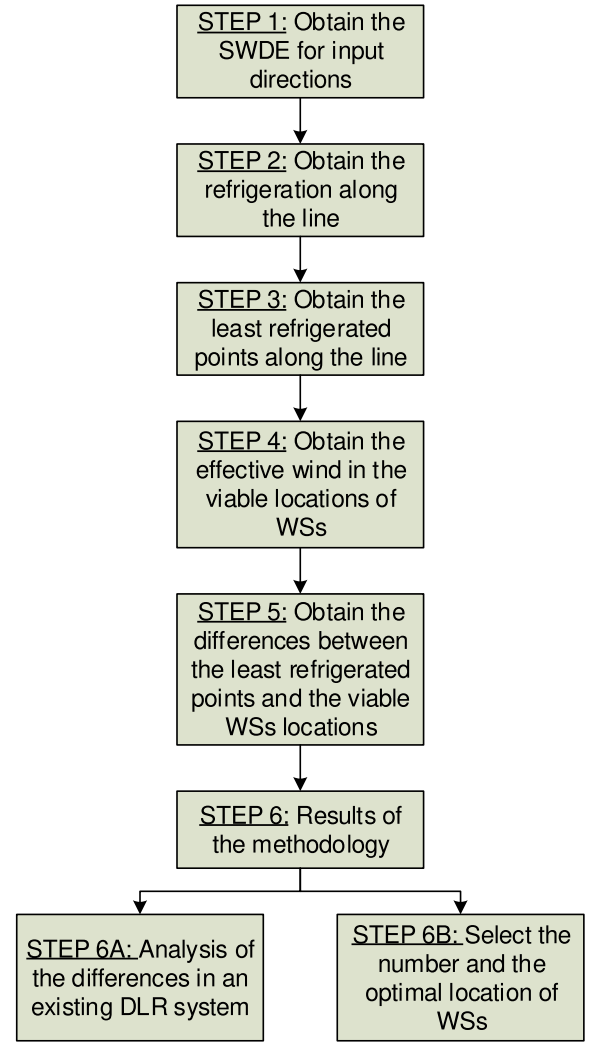 STEP 1: Obtain the
SWDE for input
directions
STEP 2: Obtain the
refrigeration along
the line
STEP 3: Obtain the
least refrigerated
points along the line
STEP 4: Obtain the
effective wind in the
viable locations of
WSs
STEP 5: Obtain the
differences between
the least refrigerated
points and the viable
WSs locations
STEP 6: Results of
the methodology
STEP 6A: Analysis of
the differences in an
existing DLR system
STEP 6B: Select the
number and the
optimal location of
WSs